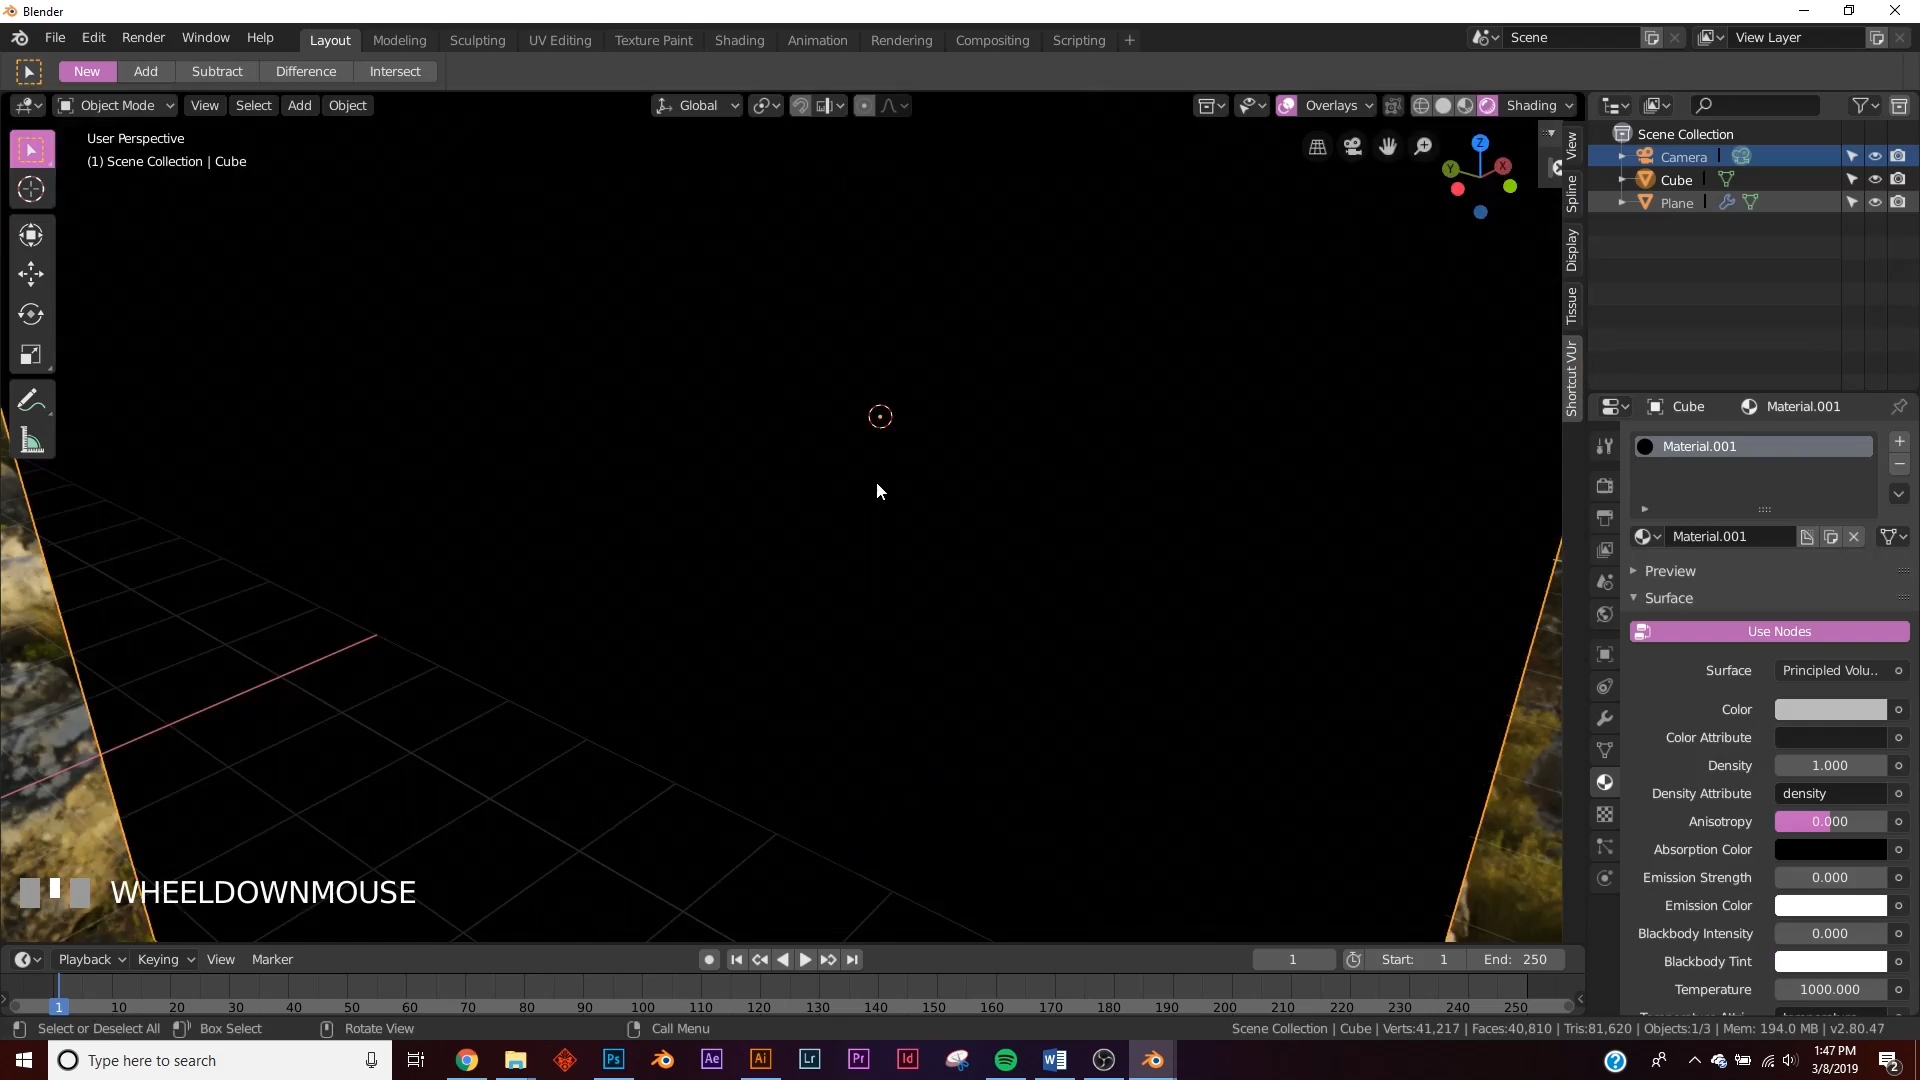 Blender
File Edit Render Window Help Layout Modeling Sculpting UV Editing Texture Paint Shading Animation Rendering Compositing Scripting + Scene View Layer
New Add Subtract Difference Intersect
Object Mode View Select Add Object Global Overlays Shading
User Perspective
(1) Scene Collection | Cube
Z
Y X
View
Spline
Display
Tissue
Shortcut VUr
Scene Collection
Camera
Cube
Plane
Cube Material.001
Material.001
Material.001
Preview
Surface
Use Nodes
Surface Principled Volu..
Color
Color Attribute
Density 1.000
Density Attribute density
Anisotropy 0.000
Absorption Color
Emission Strength 0.000
Emission Color
Blackbody Intensity 0.000
Blackbody Tint
Temperature 1000.000
WHEELDOWNMOUSE
Playback Keying View Marker 1 Start: 1 End: 250
1 10 20 30 40 50 60 70 80 90 100 110 120 130 140 150 160 170 180 190 200 210 220 230 240 250
Select or Deselect All Box Select Rotate View Call Menu Scene Collection | Cube | Verts:41,217 | Faces:40,810 | Tris:81,620 | Objects:1/3 | Mem: 194.0 MB | v2.80.47
Type here to search Ps Ae Ai Lr Pr Id 1:47 PM
3/8/2019 2